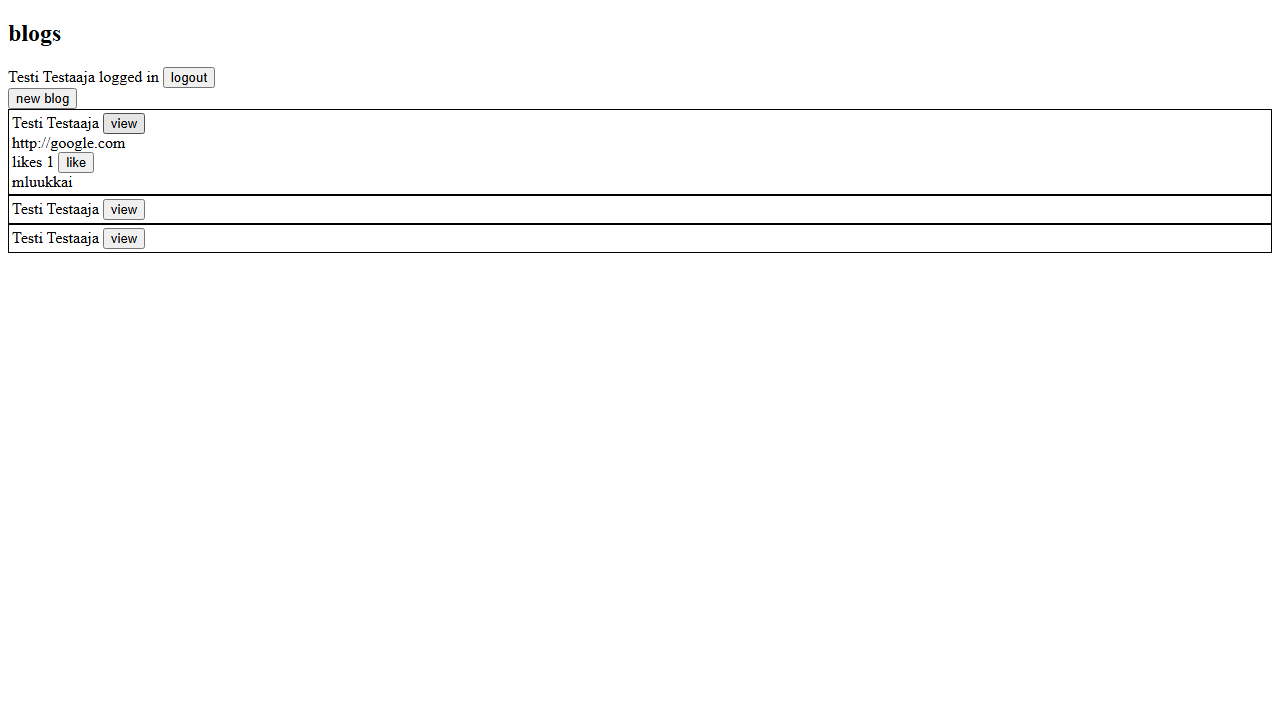 blogs
Testi Testaaja logged in logout
new blog
Testi Testaaja view
http://google.com
likes 1 like
mluukkai
Testi Testaaja view
Testi Testaaja view